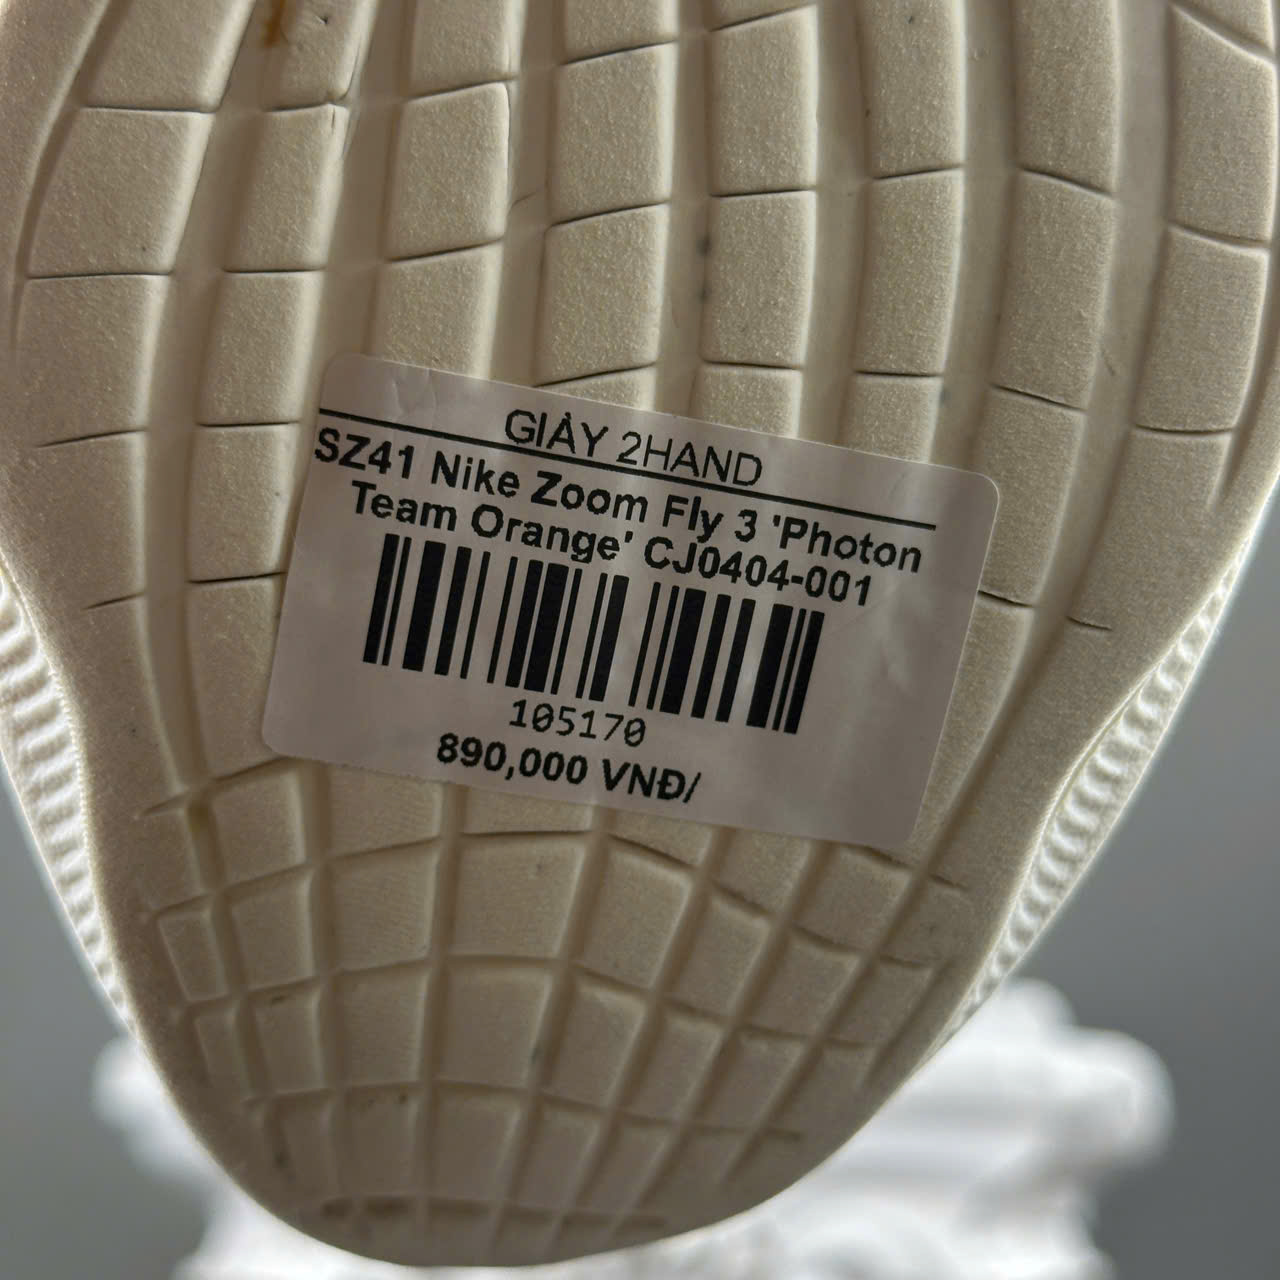 GIÀY 2HAND
SZ41 Nike Zoom Fly 3 'Photon
Team Orange' CJ0404-001
105170
890,000 VNĐ/